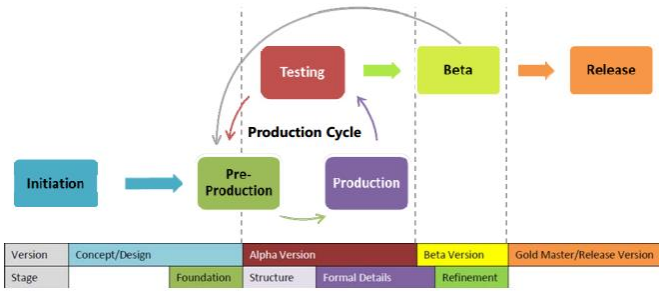 Testing
Beta
Release
Production Cycle
Initiation
Pre-
Production
Production
Version Concept/Design Alpha Version Beta Version Gold Master/Release Version
Stage Foundation Structure Formal Details Refinement